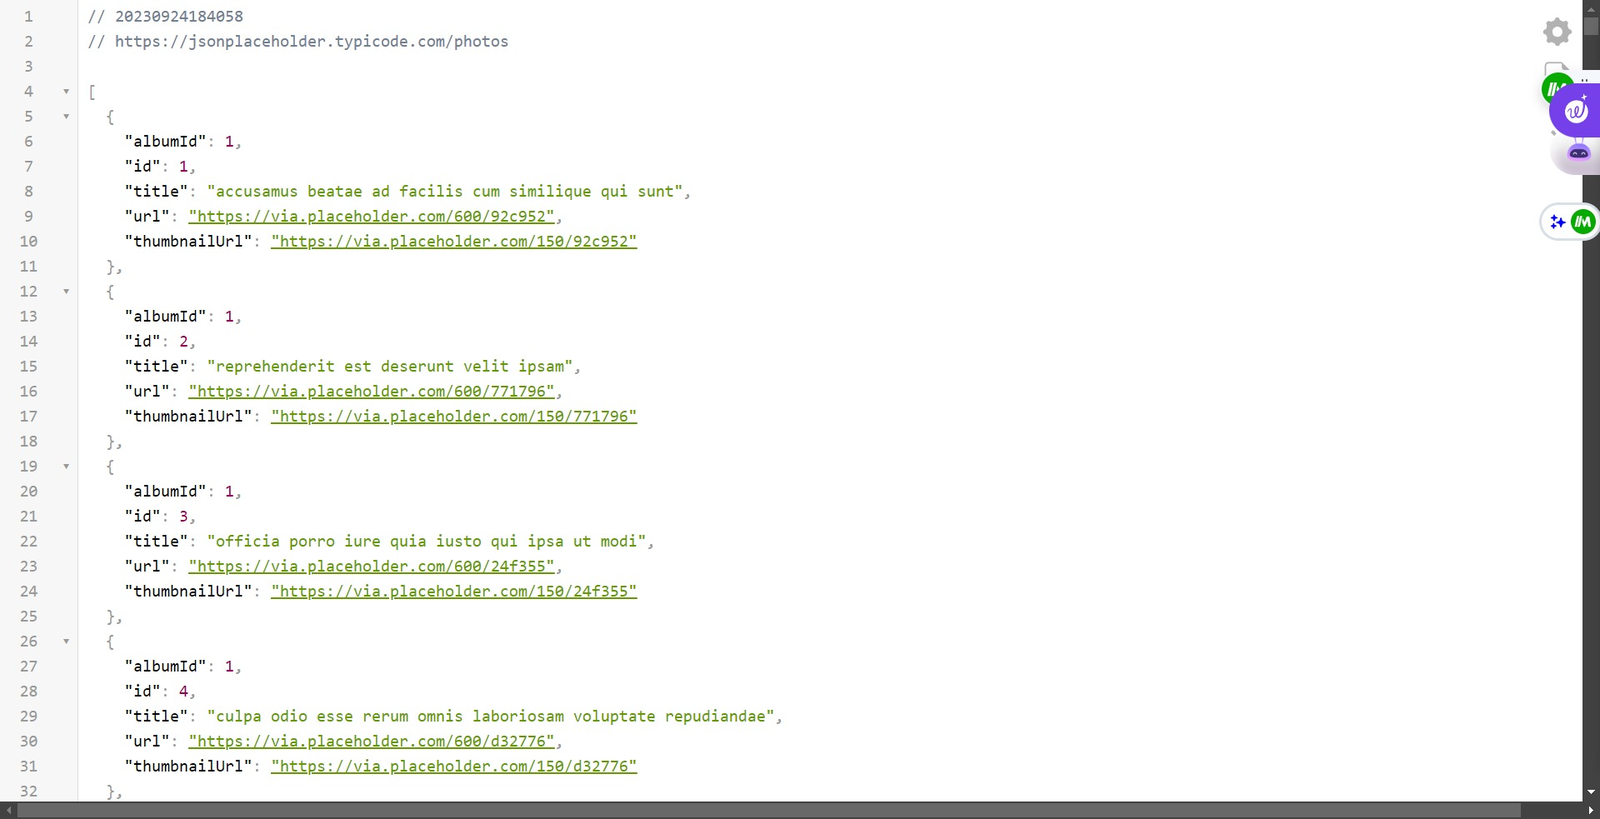 1 // 20230924184058
2 // https://jsonplaceholder.typicode.com/photos
3
4 [
5 {
6 "albumId": 1,
7 "id": 1,
8 "title": "accusamus beatae ad facilis cum similique qui sunt",
9 "url": "https://via.placeholder.com/600/92c952",
10 "thumbnailUrl": "https://via.placeholder.com/150/92c952"
11 },
12 {
13 "albumId": 1,
14 "id": 2,
15 "title": "reprehenderit est deserunt velit ipsam",
16 "url": "https://via.placeholder.com/600/771796",
17 "thumbnailUrl": "https://via.placeholder.com/150/771796"
18 },
19 {
20 "albumId": 1,
21 "id": 3,
22 "title": "officia porro iure quia iusto qui ipsa ut modi",
23 "url": "https://via.placeholder.com/600/24f355",
24 "thumbnailUrl": "https://via.placeholder.com/150/24f355"
25 },
26 {
27 "albumId": 1,
28 "id": 4,
29 "title": "culpa odio esse rerum omnis laboriosam voluptate repudiandae",
30 "url": "https://via.placeholder.com/600/d32776",
31 "thumbnailUrl": "https://via.placeholder.com/150/d32776"
32 },